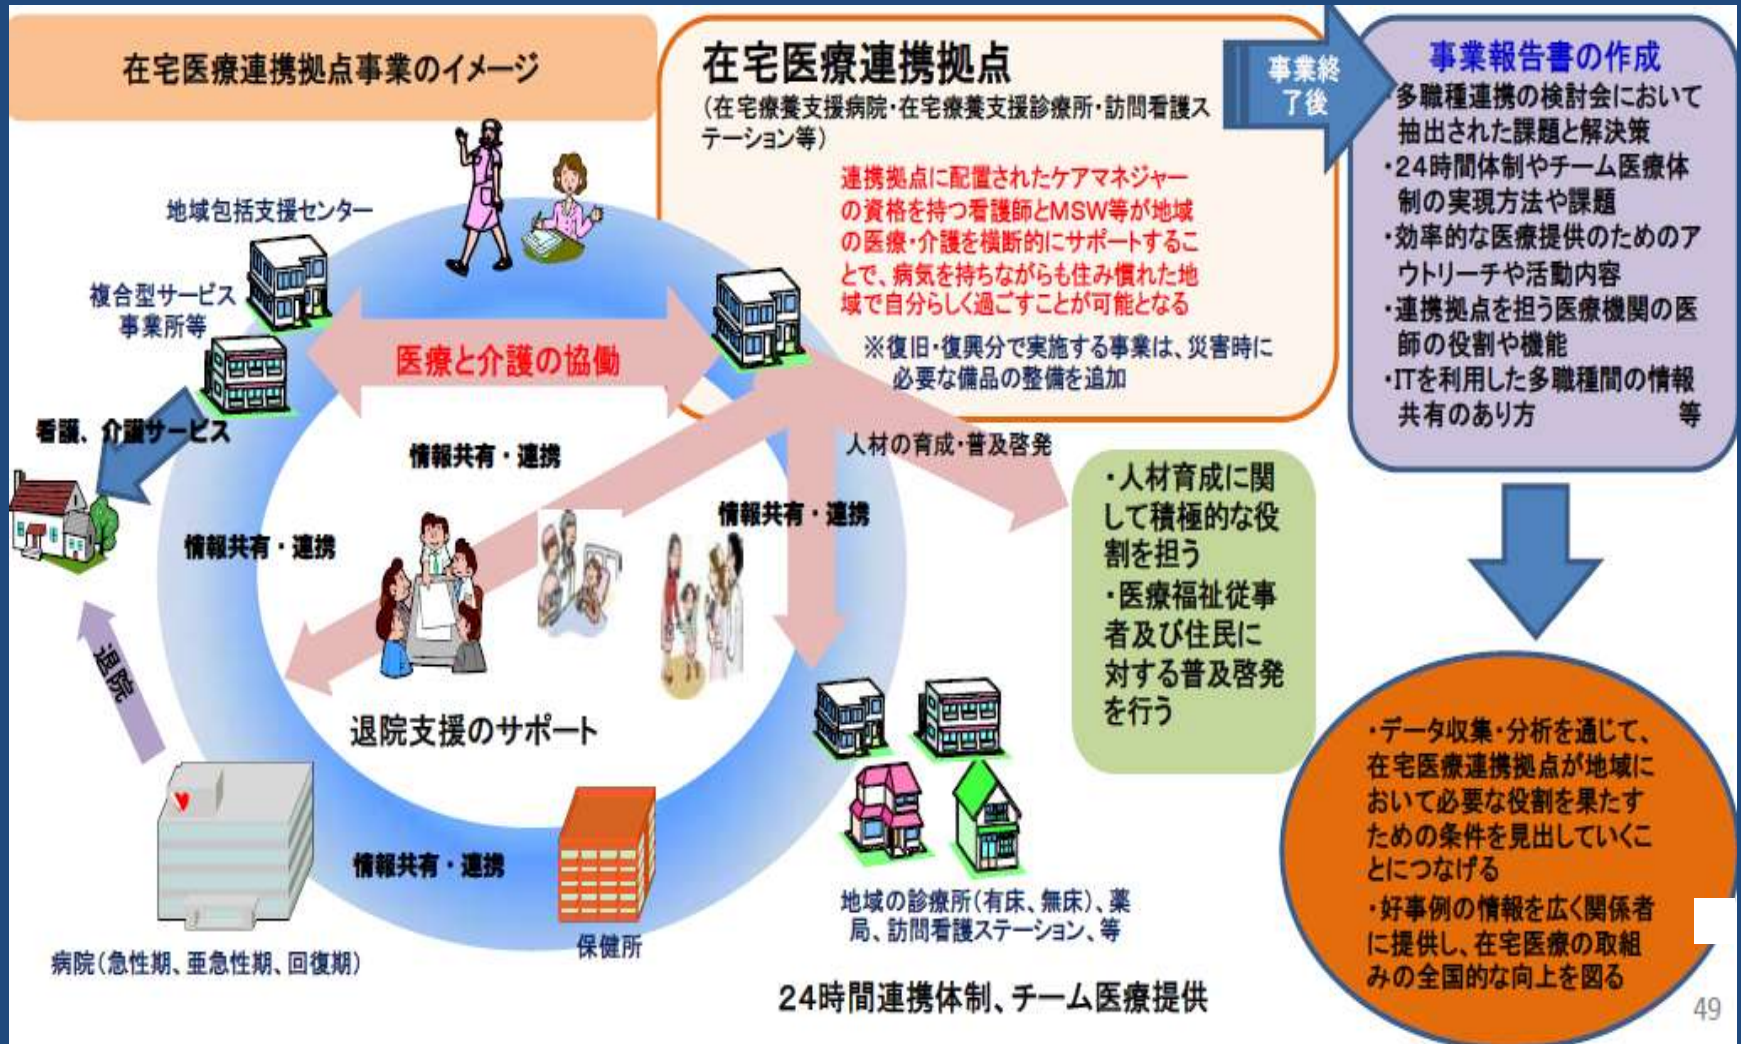 在宅医療連携拠点事業のイメージ
在宅医療連携拠点
(在宅療養支援病院・在宅療養支援診療所・訪問看護ス
テーション等)
連携拠点に配置されたケアマネジャー
の資格を持つ看護師とMSW等が地域
の医療・介護を横断的にサポートするこ
とで、病気を持ちながらも住み慣れた地
域で自分らしく過ごすことが可能となる
※復旧・復興分で実施する事業は、災害時に
必要な備品の整備を追加
事業終
了後
事業報告書の作成
・多職種連携の検討会において
抽出された課題と解決策
・24時間体制やチーム医療体
制の実現方法や課題
・効率的な医療提供のためのア
ウトリーチや活動内容
・連携拠点を担う医療機関の医
師の役割や機能
・ITを利用した多職種間の情報
共有のあり方 等
地域包括支援センター
複合型サービス
事業所等
医療と介護の協働
看護、介護サービス
情報共有・連携
人材の育成・普及啓発
情報共有・連携
情報共有・連携
・人材育成に関
して積極的な役
割を担う
・医療福祉従事
者及び住民に
対する普及啓発
を行う
退院
退院支援のサポート
情報共有・連携
病院(急性期、亜急性期、回復期)
保健所
地域の診療所(有床、無床)、薬
局、訪問看護ステーション、等
24時間連携体制、チーム医療提供
・データ収集・分析を通じて、
在宅医療連携拠点が地域に
おいて必要な役割を果たす
ための条件を見出していくこ
とにつなげる
・好事例の情報を広く関係者
に提供し、在宅医療の取組
みの全国的な向上を図る
49